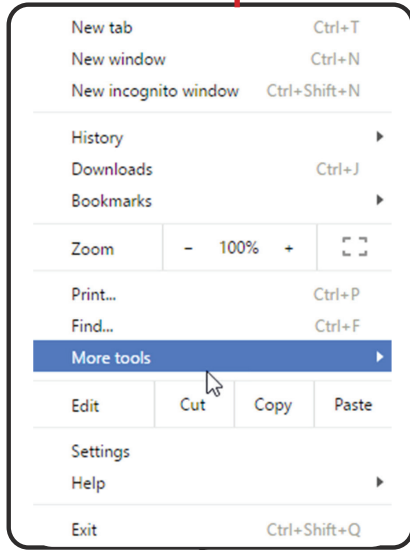 New tab Ctrl+T
New window Ctrl+N
New incognito window Ctrl+Shift+N
History
Downloads Ctrl+J
Bookmarks
Zoom - 100% +
Print... Ctrl+P
Find... Ctrl+F
More tools
Edit Cut Copy Paste
Settings
Help
Exit Ctrl+Shift+Q